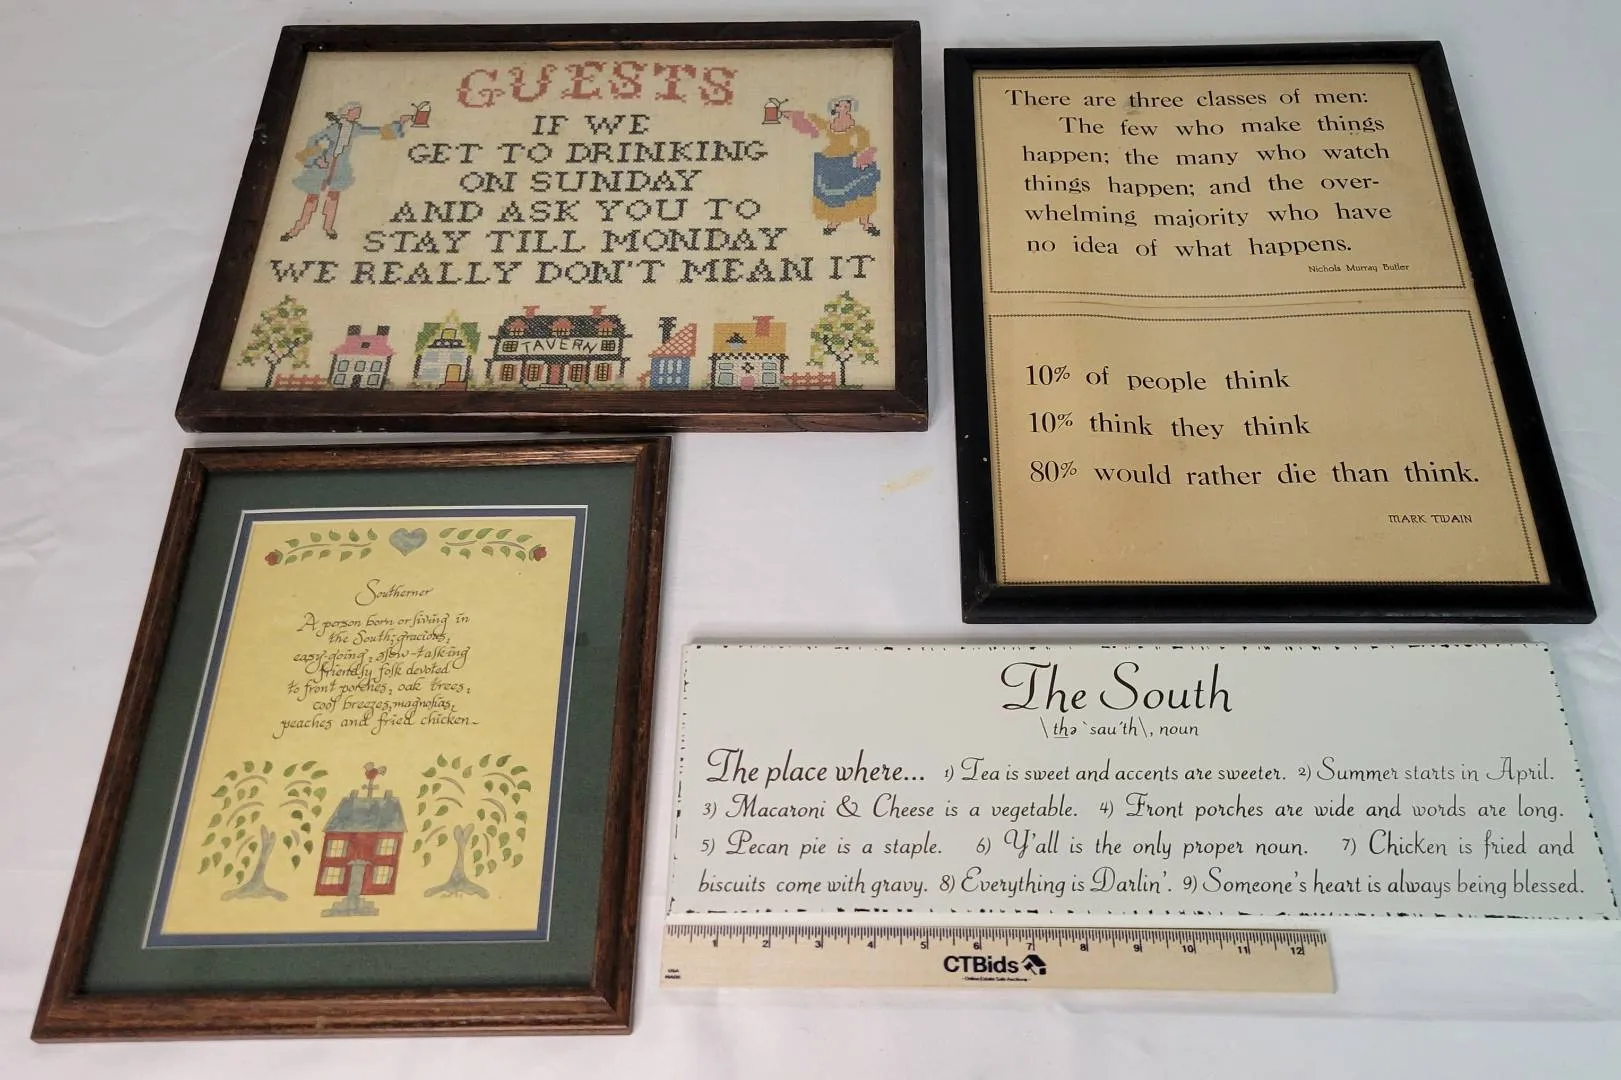 GUESTS
IF WE
GET TO DRINKING
ON SUNDAY
AND ASK YOU TO
STAY TILL MONDAY
WE REALLY DON'T MEAN IT
TAVERN
There are three classes of men:
The few who make things
happen; the many who watch
things happen; and the over-
whelming majority who have
no idea of what happens.
Nichols Murray Butler
10% of people think
10% think they think
80% would rather die than think.
MARK TWAIN
Southerner
A person born or living in
the South; gracious,
easy-going, slow-talking
friendly folk devoted
to front porches, oak trees,
cool breezes, magnolias,
peaches and fried chicken~
The South
\ thə ˋsau'th\, noun
The place where... 1) Tea is sweet and accents are sweeter. 2) Summer starts in April.
3) Macaroni & Cheese is a vegetable. 4) Front porches are wide and words are long.
5) Pecan pie is a staple. 6) Y'all is the only proper noun. 7) Chicken is fried and
biscuits come with gravy. 8) Everything is Darlin'. 9) Someone's heart is always being blessed.
1 2 3 4 5 6 7 8 9 10 11 12
USA
MADE
CTBids
- Online Estate Sale Auctions -